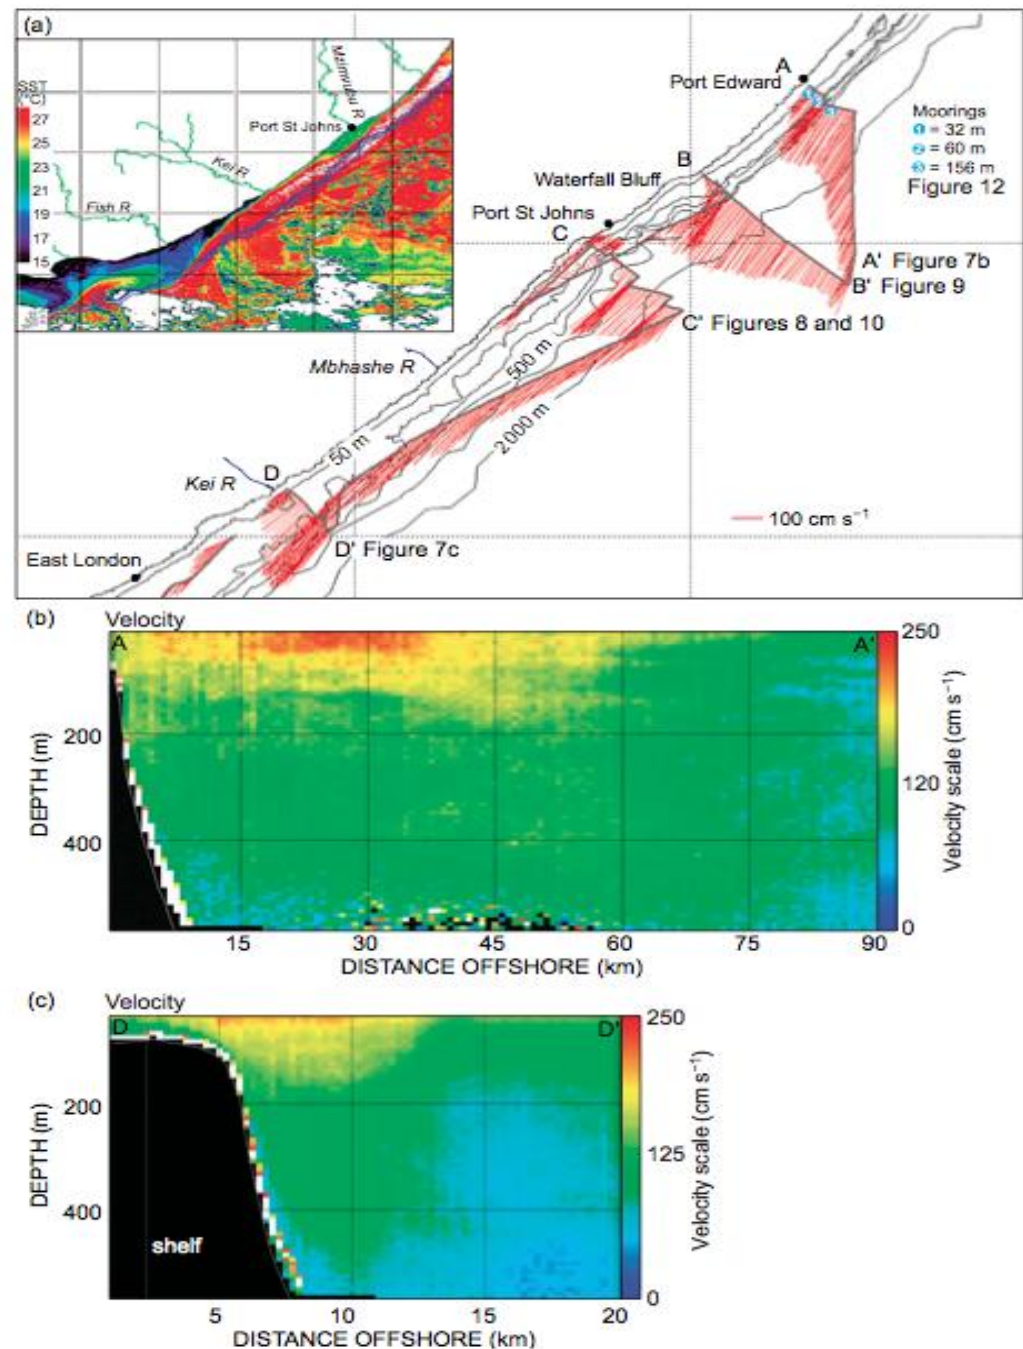 (a)
SST
(°C)
27
25
23
21
19
17
15
Mzimvubu R
Port St Johns
Kei R
Fish R
A
Port Edward
Moorings
1 = 32 m
2 = 60 m
3 = 156 m
Figure 12
B
Waterfall Bluff
Port St Johns
C
A' Figure 7b
B' Figure 9
C' Figures 8 and 10
500 m
Mbhashe R
2 000 m
50 m
D
Kei R
100 cm s⁻¹
D' Figure 7c
East London
(b) Velocity
A A'
250
120
0
Velocity scale (cm s⁻¹)
200
400
DEPTH (m)
15 30 45 60 75 90
DISTANCE OFFSHORE (km)
(c) Velocity
D D'
250
125
0
Velocity scale (cm s⁻¹)
200
400
DEPTH (m)
shelf
5 10 15 20
DISTANCE OFFSHORE (km)